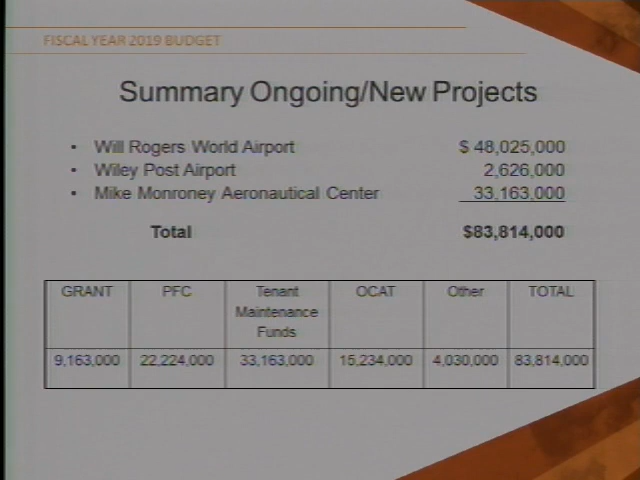 FISCAL YEAR 2019 BUDGET
Summary Ongoing/New Projects
• Will Rogers World Airport $ 48,025,000
• Wiley Post Airport 2,626,000
• Mike Monroney Aeronautical Center 33,163,000
Total $83,814,000
GRANT PFC Tenant Maintenance Funds OCAT Other TOTAL
9,163,000 22,224,000 33,163,000 15,234,000 4,030,000 83,814,000